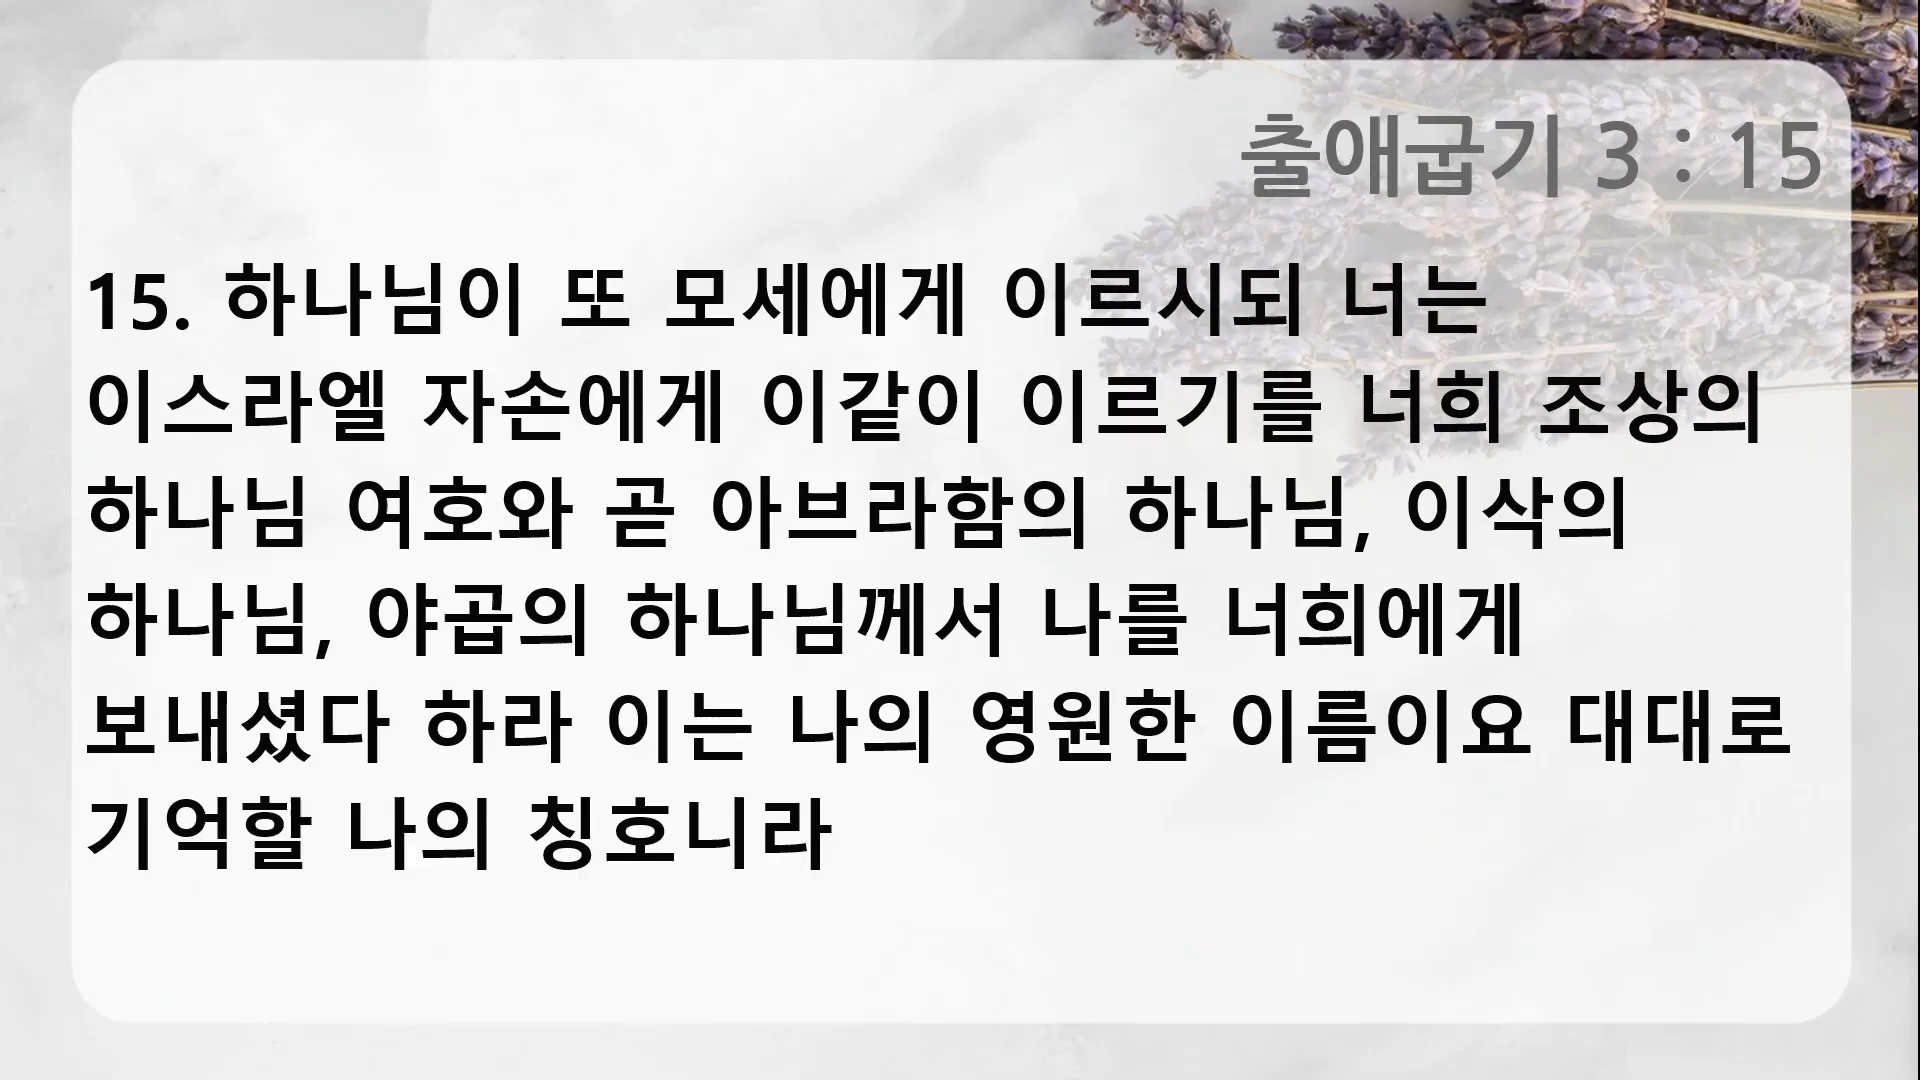 출애굽기 3 : 15
15. 하나님이 또 모세에게 이르시되 너는
이스라엘 자손에게 이같이 이르기를 너희 조상의
하나님 여호와 곧 아브라함의 하나님, 이삭의
하나님, 야곱의 하나님께서 나를 너희에게
보내셨다 하라 이는 나의 영원한 이름이요 대대로
기억할 나의 칭호니라